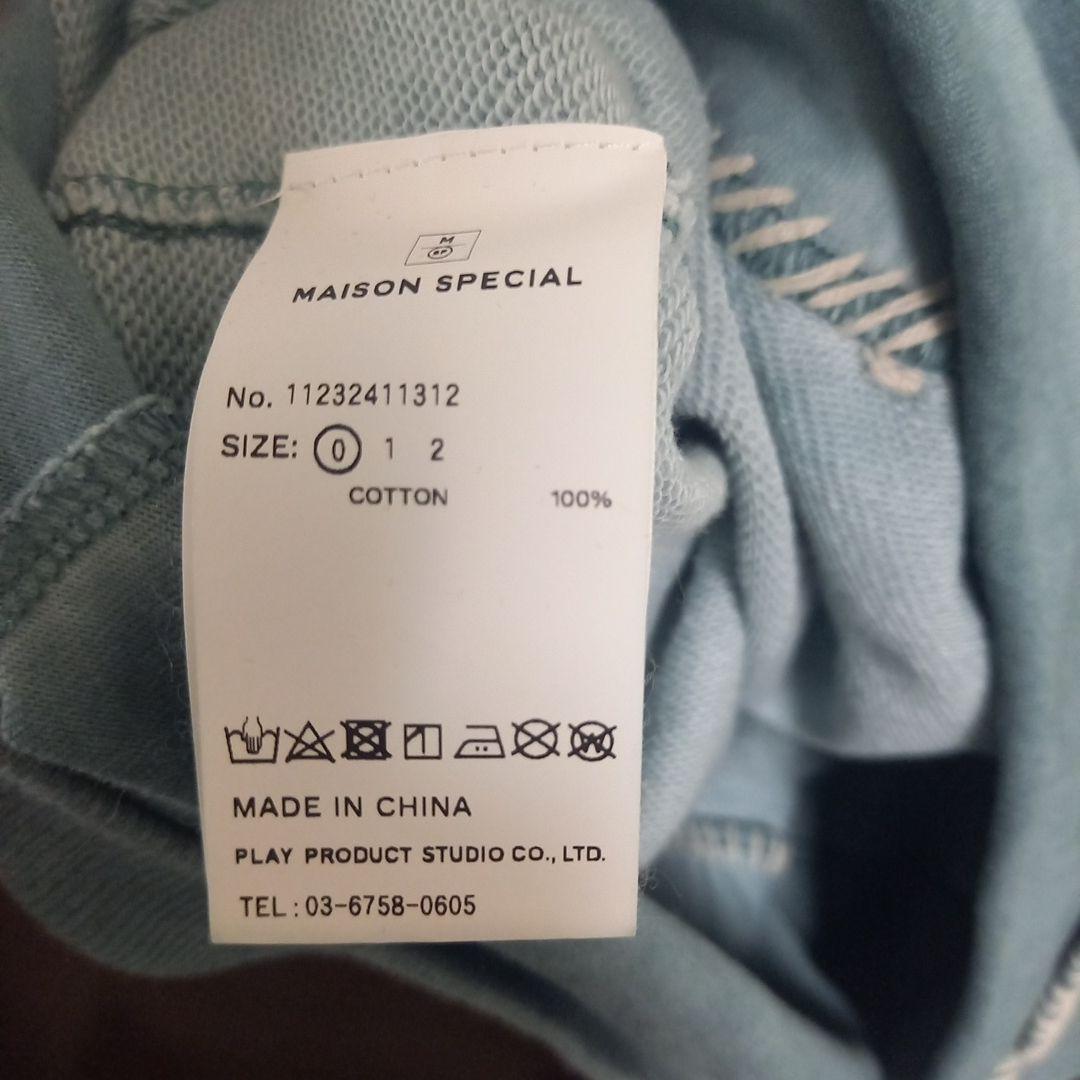 M
SP
MAISON SPECIAL
No. 11232411312
SIZE: 0 1 2
COTTON 100%
W
MADE IN CHINA
PLAY PRODUCT STUDIO CO., LTD.
TEL : 03-6758-0605